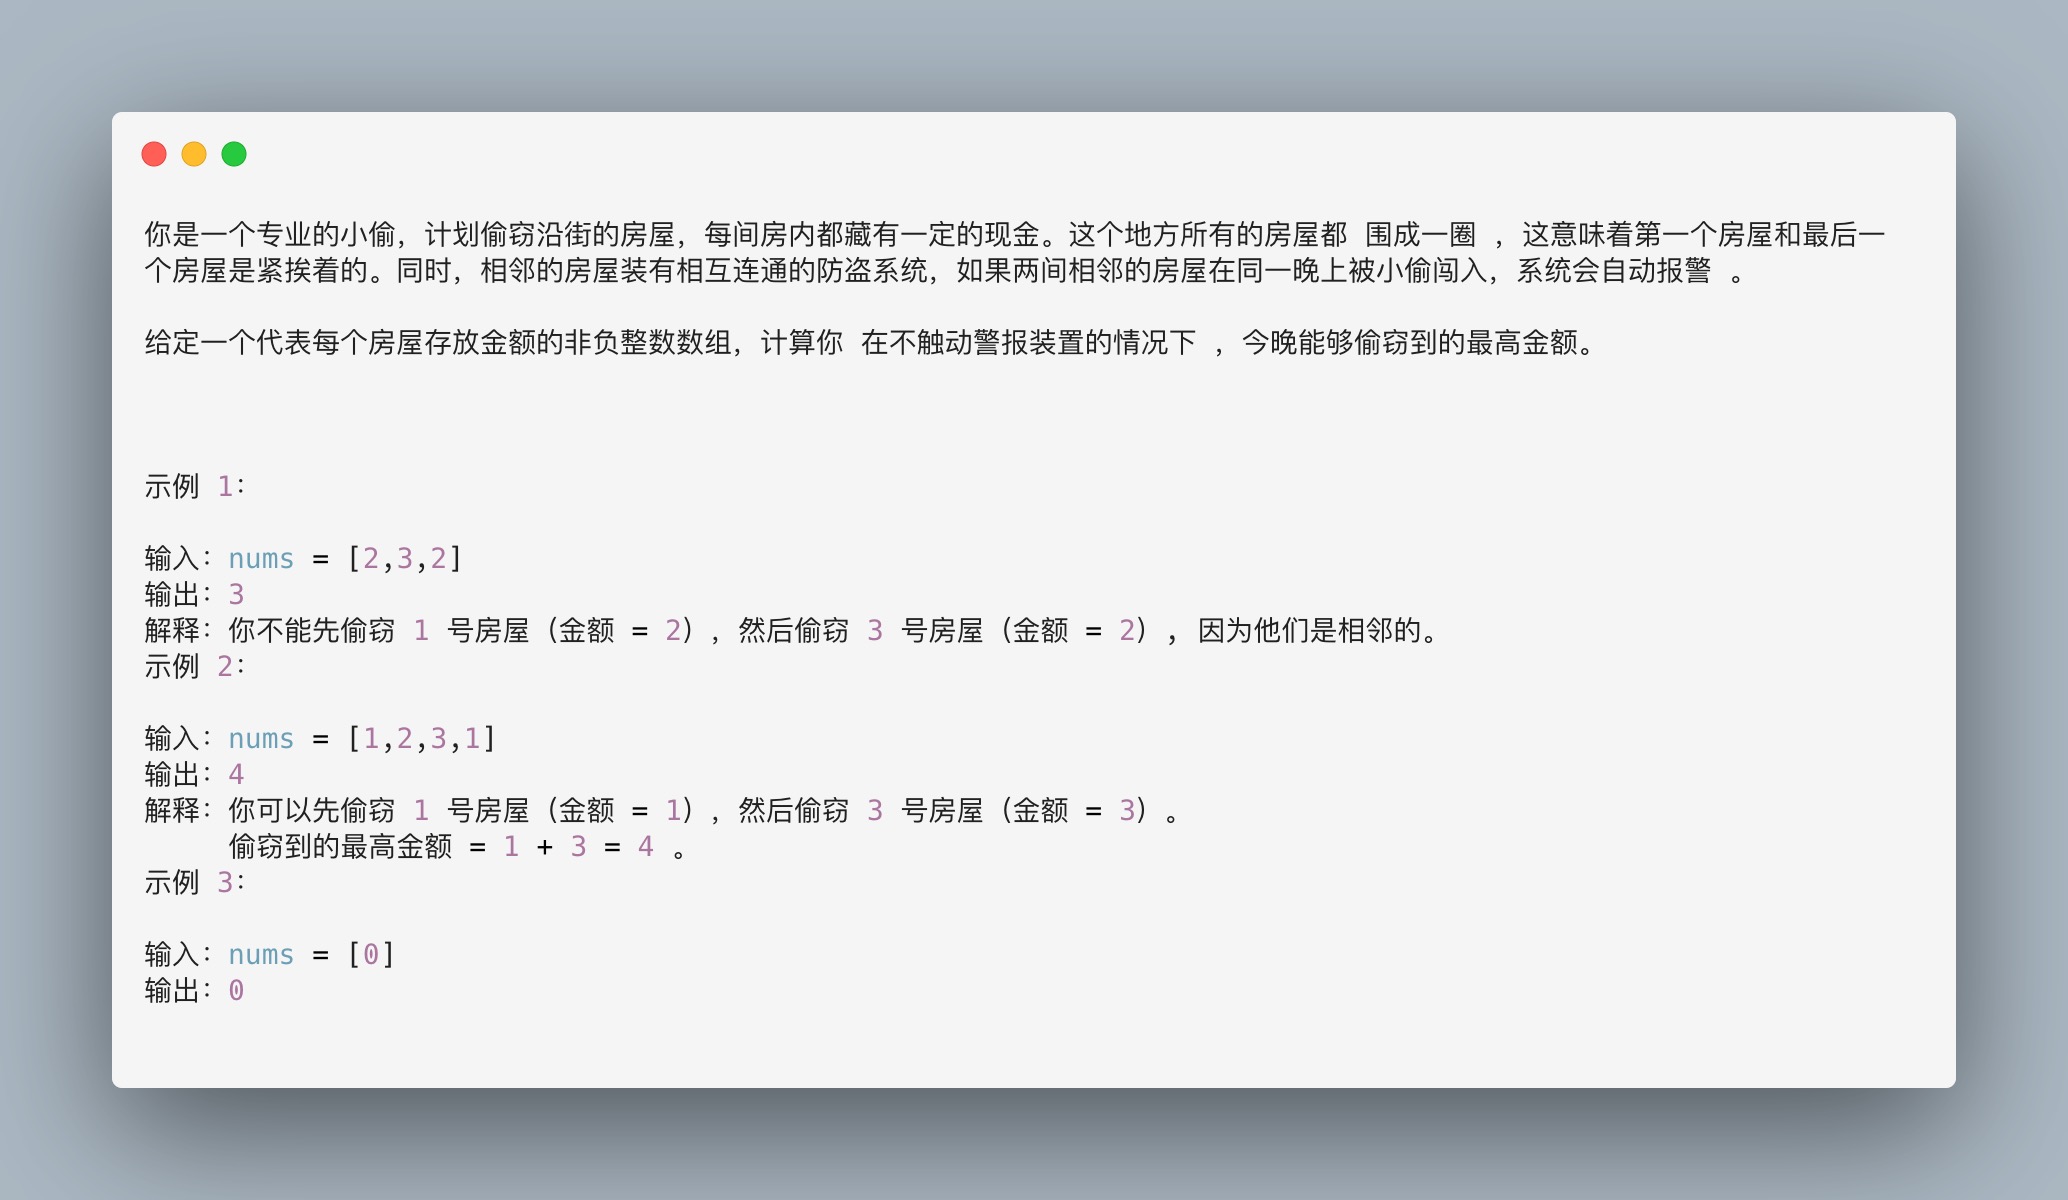 你是一个专业的小偷，计划偷窃沿街的房屋，每间房内都藏有一定的现金。这个地方所有的房屋都 围成一圈 ，这意味着第一个房屋和最后一
个房屋是紧挨着的。同时，相邻的房屋装有相互连通的防盗系统，如果两间相邻的房屋在同一晚上被小偷闯入，系统会自动报警 。
给定一个代表每个房屋存放金额的非负整数数组，计算你 在不触动警报装置的情况下 ，今晚能够偷窃到的最高金额。
示例 1：
输入：nums = [2,3,2]
输出：3
解释：你不能先偷窃 1 号房屋（金额 = 2），然后偷窃 3 号房屋（金额 = 2）, 因为他们是相邻的。
示例 2：
输入：nums = [1,2,3,1]
输出：4
解释：你可以先偷窃 1 号房屋（金额 = 1），然后偷窃 3 号房屋（金额 = 3）。
偷窃到的最高金额 = 1 + 3 = 4 。
示例 3：
输入：nums = [0]
输出：0